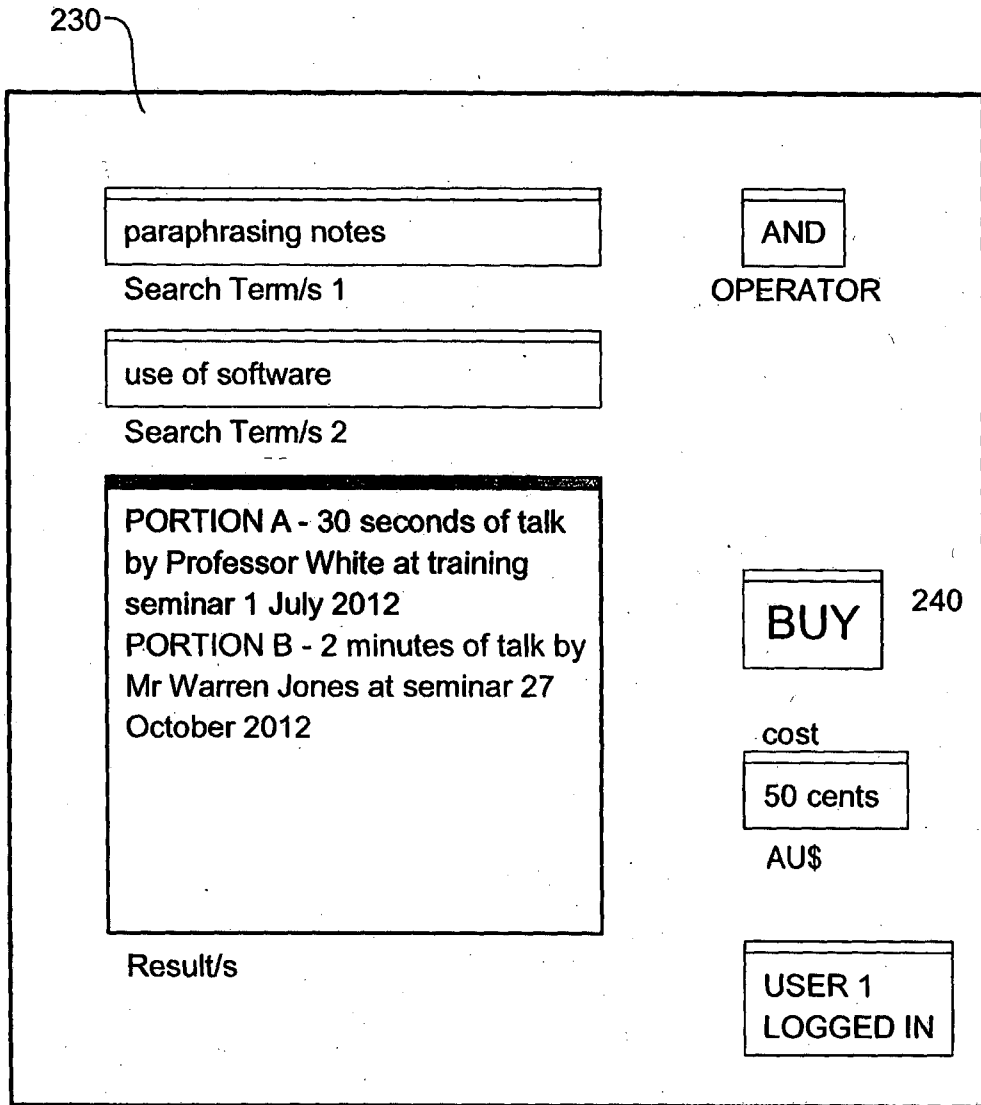 230
paraphrasing notes
Search Term/s 1
AND
OPERATOR
use of software
Search Term/s 2
PORTION A - 30 seconds of talk
by Professor White at training
seminar 1 July 2012
PORTION B - 2 minutes of talk by
Mr Warren Jones at seminar 27
October 2012
Result/s
BUY
240
cost
50 cents
AU$
USER 1
LOGGED IN